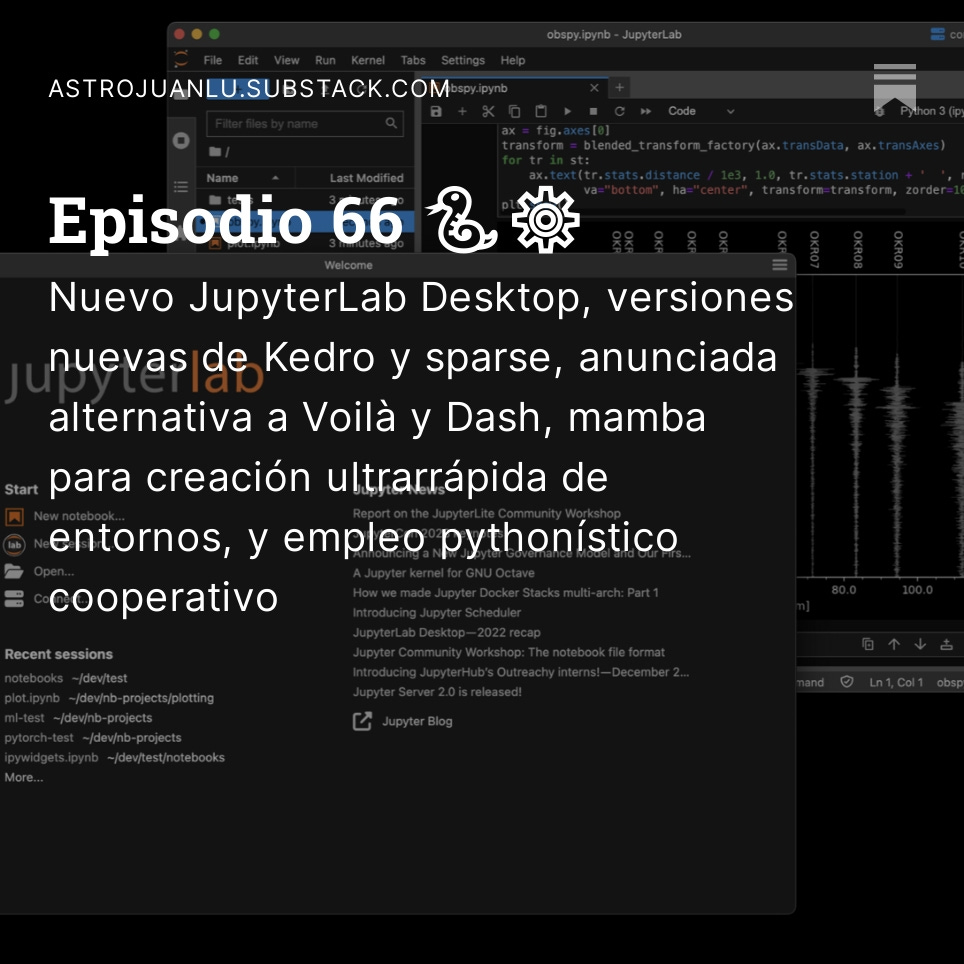 obspy.ipynb - JupyterLab
File Edit View Run Kernel Tabs Settings Help
ASTROJUANLU.SUBSTACK.COM
obspy.ipynb
Code
Python 3 (ipy
Filter files by name
/
Name Last Modified
plot.ipynb 3 minutes ago
ax = fig.axes[0]
transform = blended_transform_factory(ax.transData, ax.transAxes)
for tr in st:
ax.text(tr.stats.distance / 1e3, 1.0, tr.stats.station + ' ',
va="bottom", ha="center", transform=transform, zorder=10
Episodio 66 🐍⚙
OKR07
OKR08
OKR09
Welcome
Nuevo JupyterLab Desktop, versiones
nuevas de Kedro y sparse, anunciada
alternativa a Voilà y Dash, mamba
para creación ultrarrápida de
entornos, y empleo pythonístico
cooperativo
jupyterlab
Start
New notebook...
lab
Open...
Recent sessions
notebooks ~/dev/test
plot.ipynb ~/dev/nb-projects/plotting
ml-test ~/dev/nb-projects
pytorch-test ~/dev/nb-projects
ipywidgets.ipynb ~/dev/test/notebooks
More...
Jupyter News
Report on the JupyterLite Community Workshop
Announcing a New Jupyter Governance Model and Our Firs...
A Jupyter kernel for GNU Octave
How we made Jupyter Docker Stacks multi-arch: Part 1
Introducing Jupyter Scheduler
JupyterLab Desktop—2022 recap
Jupyter Community Workshop: The notebook file format
Introducing JupyterHub's Outreachy interns!—December 2...
Jupyter Server 2.0 is released!
Jupyter Blog
80.0 100.0
m]
mand Ln 1, Col 1 obspy